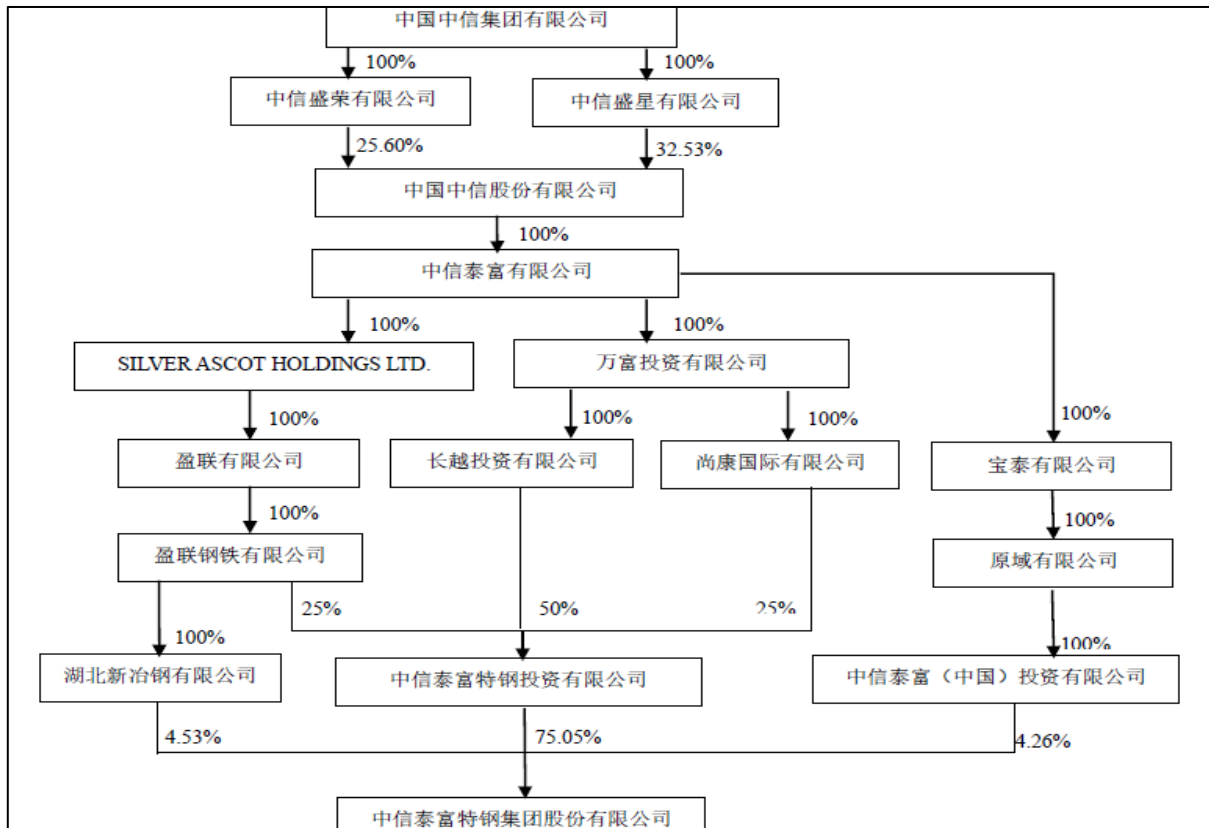 中国中信集团有限公司
100%
100%
中信盛荣有限公司
中信盛星有限公司
25.60%
32.53%
中国中信股份有限公司
100%
中信泰富有限公司
100%
100%
SILVER ASCOT HOLDINGS LTD.
万富投资有限公司
100%
100%
100%
100%
盈联有限公司
长越投资有限公司
尚康国际有限公司
宝泰有限公司
100%
100%
盈联钢铁有限公司
原域有限公司
25%
50%
25%
100%
100%
湖北新冶钢有限公司
中信泰富特钢投资有限公司
中信泰富（中国）投资有限公司
4.53%
75.05%
4.26%
中信泰富特钢集团股份有限公司